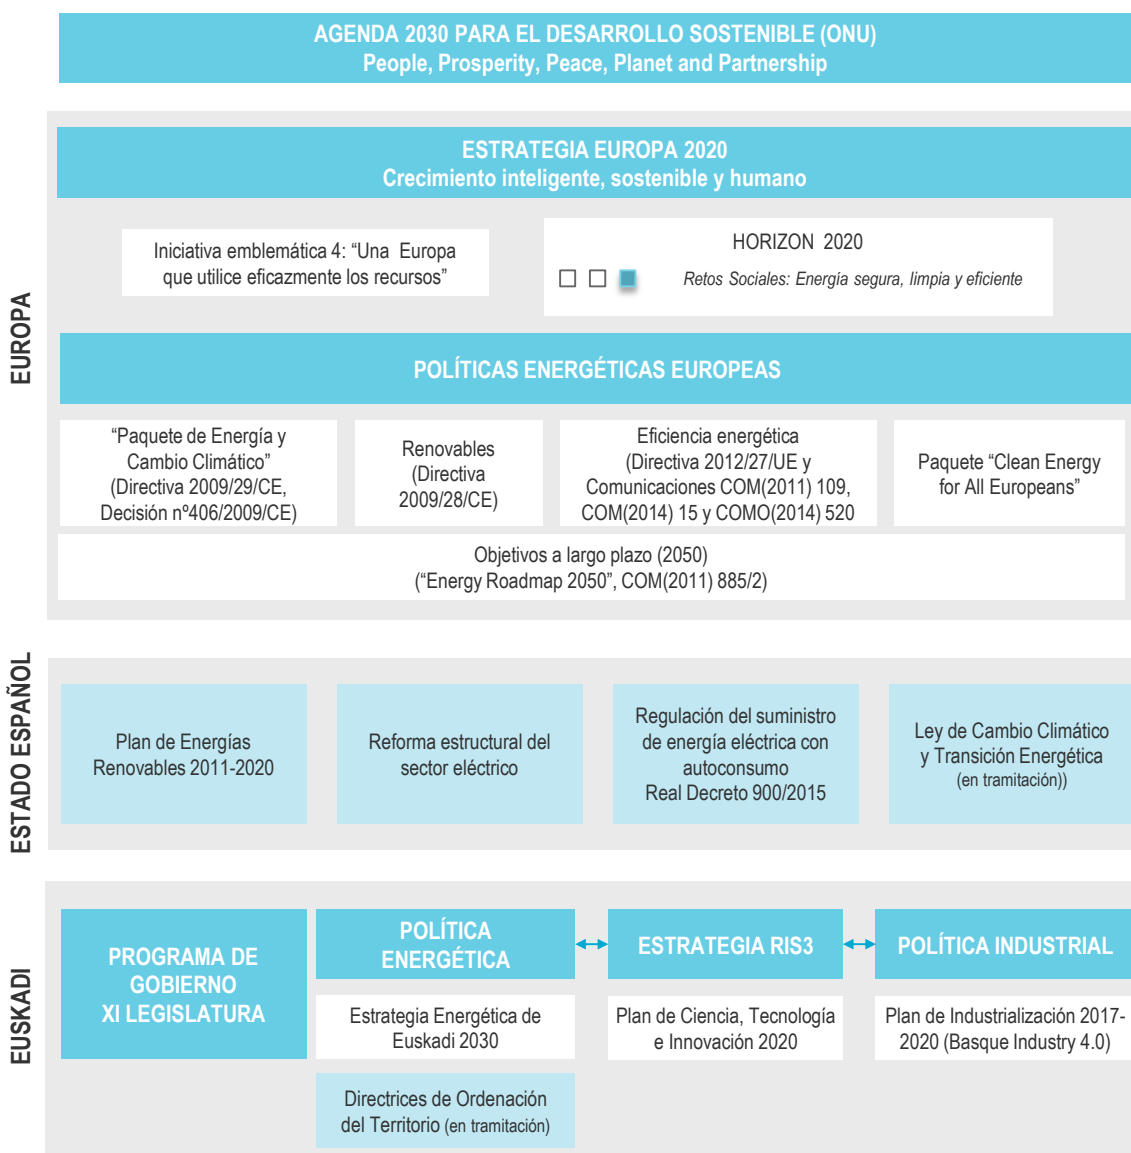 AGENDA 2030 PARA EL DESARROLLO SOSTENIBLE (ONU)
People, Prosperity, Peace, Planet and Partnership
EUROPA
ESTRATEGIA EUROPA 2020
Crecimiento inteligente, sostenible y humano
Iniciativa emblemática 4: “Una Europa
que utilice eficazmente los recursos”
HORIZON 2020
Retos Sociales: Energía segura, limpia y eficiente
POLÍTICAS ENERGÉTICAS EUROPEAS
“Paquete de Energía y
Cambio Climático”
(Directiva 2009/29/CE,
Decisión nº406/2009/CE)
Renovables
(Directiva
2009/28/CE)
Eficiencia energética
(Directiva 2012/27/UE y
Comunicaciones COM(2011) 109,
COM(2014) 15 y COMO(2014) 520
Paquete “Clean Energy
for All Europeans”
Objetivos a largo plazo (2050)
(“Energy Roadmap 2050”, COM(2011) 885/2)
ESTADO ESPAÑOL
Plan de Energías
Renovables 2011-2020
Reforma estructural del
sector eléctrico
Regulación del suministro
de energía eléctrica con
autoconsumo
Real Decreto 900/2015
Ley de Cambio Climático
y Transición Energética
(en tramitación))
EUSKADI
PROGRAMA DE
GOBIERNO
XI LEGISLATURA
POLÍTICA
ENERGÉTICA
Estrategia Energética de
Euskadi 2030
Directrices de Ordenación
del Territorio (en tramitación)
ESTRATEGIA RIS3
Plan de Ciencia, Tecnología
e Innovación 2020
POLÍTICA INDUSTRIAL
Plan de Industrialización 2017-
2020 (Basque Industry 4.0)